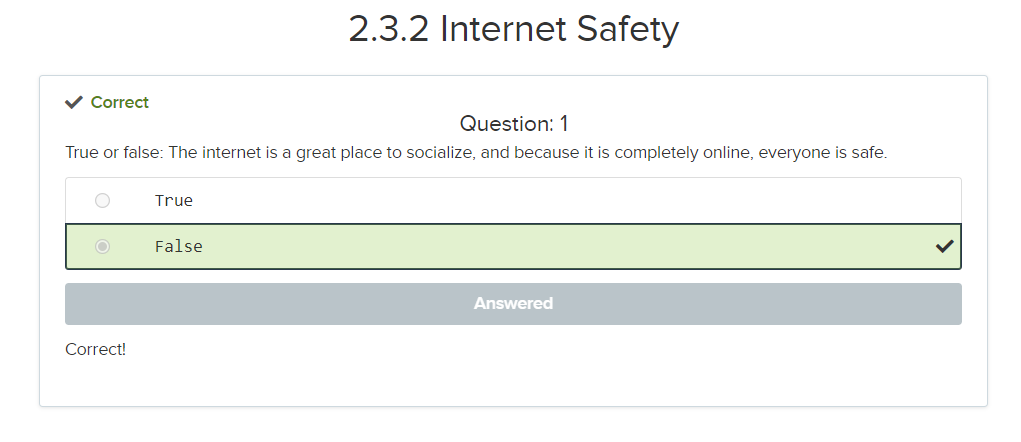 2.3.2 Internet Safety
Correct
Question: 1
True or false: The internet is a great place to socialize, and because it is completely online, everyone is safe.
True
False
Answered
Correct!